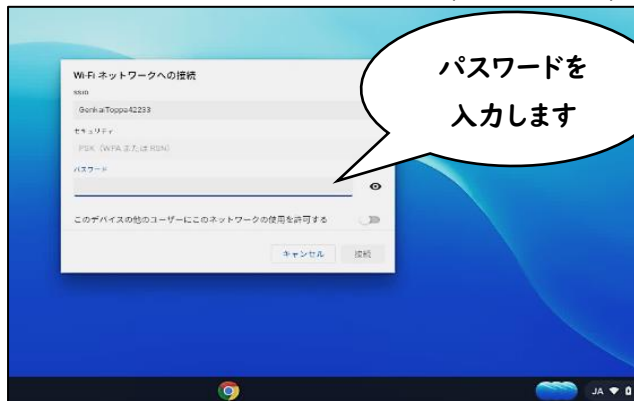 Wi-Fi ネットワークへの接続
SSID
GenkaiToppa42233
セキュリティ
PSK（WPA または RSN）
パスワード
このデバイスの他のユーザーにこのネットワークの使用を許可する
キャンセル
接続
パスワードを
入力します
JA